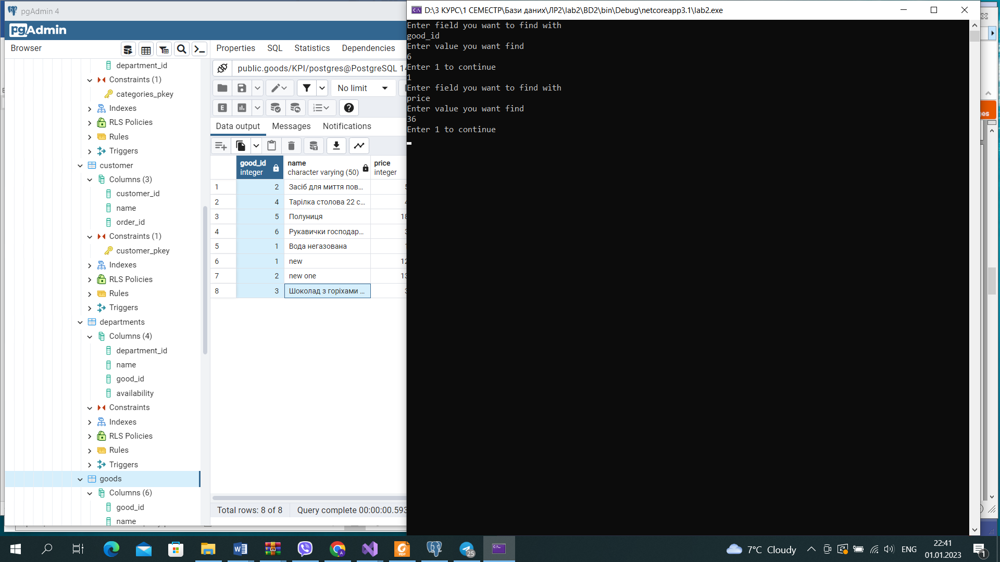 pgAdmin 4
pgAdmin
Browser
department_id
Constraints (1)
categories_pkey
Indexes
RLS Policies
Rules
Triggers
customer
Columns (3)
customer_id
name
order_id
Constraints (1)
customer_pkey
Indexes
RLS Policies
Rules
Triggers
departments
Columns (4)
department_id
name
good_id
availability
Constraints
Indexes
RLS Policies
Rules
Triggers
goods
Columns (6)
good_id
name
Properties SQL Statistics Dependencies
public.goods/KPI/postgres@PostgreSQL 14
No limit
E
Data output Messages Notifications
good_id name price
integer character varying (50) integer
1 2 Засіб для миття пов...
2 4 Тарілка столова 22 с...
3 5 Полуниця 18
4 6 Рукавички господар...
5 1 Вода негазована
6 1 new 12
7 2 new one 13
8 3 Шоколад з горіхами ...
Total rows: 8 of 8 Query complete 00:00:00.593
D:\3 КУРС\1 СЕМЕСТР\Бази даних\ЛР2\lab2\BD2\bin\Debug\netcoreapp3.1\lab2.exe
Enter field you want to find with
good_id
Enter value you want find
6
Enter 1 to continue
1
Enter field you want to find with
price
Enter value you want find
36
Enter 1 to continue
25
7°C Cloudy
ENG
22:41
01.01.2023
1